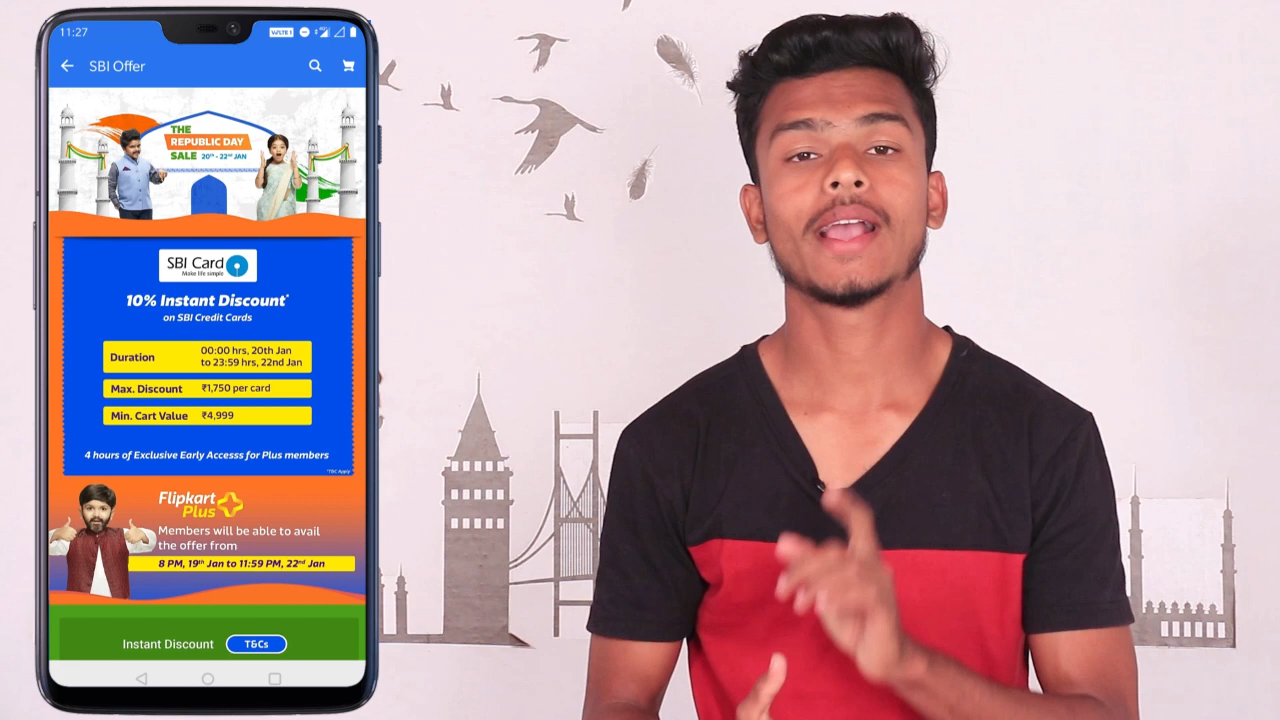 11:27
VoLTE 1
4G
SBI Offer
THE
REPUBLIC DAY
SALE 20th - 22nd JAN
SBI Card
Make life simple
10% Instant Discount*
on SBI Credit Cards
Duration 00:00 hrs, 20th Jan
to 23:59 hrs, 22nd Jan
Max. Discount ₹1,750 per card
Min. Cart Value ₹4,999
4 hours of Exclusive Early Accesss for Plus members
*T&C Apply
Flipkart
Plus
Members will be able to avail
the offer from
8 PM, 19th Jan to 11:59 PM, 22nd Jan
Instant Discount T&Cs